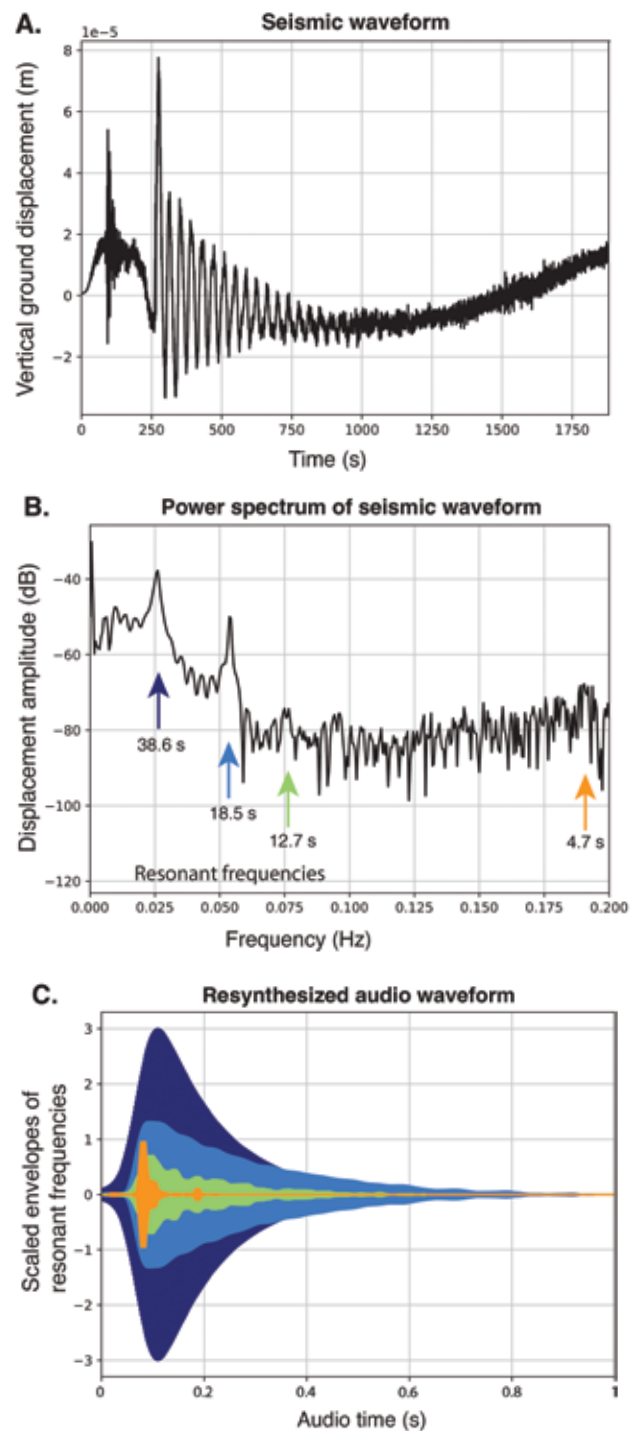 A.
Seismic waveform
1e−5
Vertical ground displacement (m)
8
6
4
2
0
−2
0
250
500
750
1000
1250
1500
1750
Time (s)
B.
Power spectrum of seismic waveform
Displacement amplitude (dB)
−40
−60
−80
−100
−120
38.6 s
18.5 s
12.7 s
4.7 s
Resonant frequencies
0.000
0.025
0.050
0.075
0.100
0.125
0.150
0.175
0.200
Frequency (Hz)
C.
Resynthesized audio waveform
Scaled envelopes of
resonant frequencies
3
2
1
0
−1
−2
−3
0
0.2
0.4
0.6
0.8
1
Audio time (s)